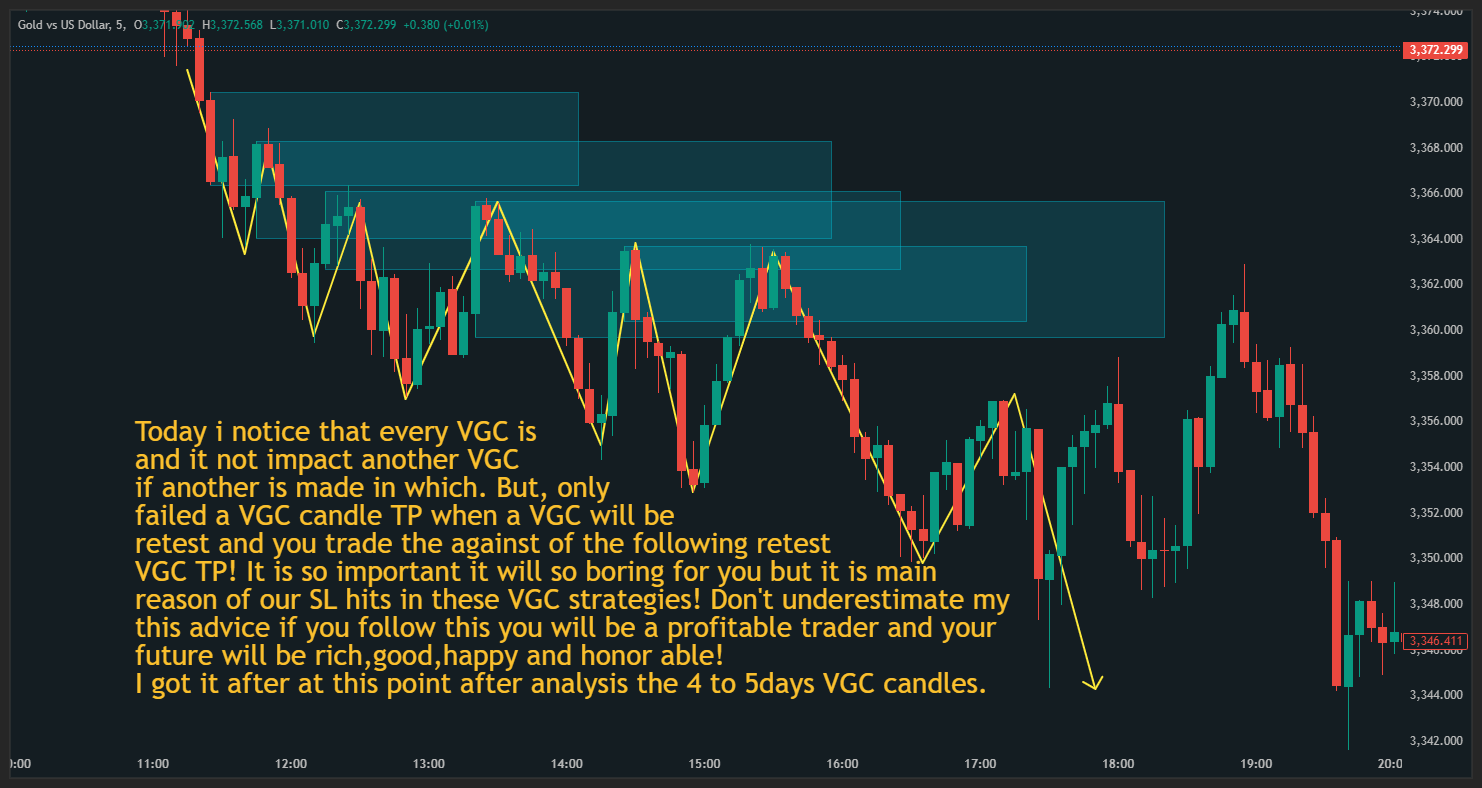 Gold vs US Dollar, 5, O3,371.902 H3,372.568 L3,371.010 C3,372.299 +0.380 (+0.01%)
3,374.000
3,372.299
3,370.000
3,368.000
3,366.000
3,364.000
3,362.000
3,360.000
3,358.000
3,356.000
3,354.000
3,352.000
3,350.000
3,348.000
3,346.411
3,344.000
3,342.000
Today i notice that every VGC is
and it not impact another VGC
if another is made in which. But, only
failed a VGC candle TP when a VGC will be
retest and you trade the against of the following retest
VGC TP! It is so important it will so boring for you but it is main
reason of our SL hits in these VGC strategies! Don't underestimate my
this advice if you follow this you will be a profitable trader and your
future will be rich,good,happy and honor able!
I got it after at this point after analysis the 4 to 5days VGC candles.
11:00 12:00 13:00 14:00 15:00 16:00 17:00 18:00 19:00